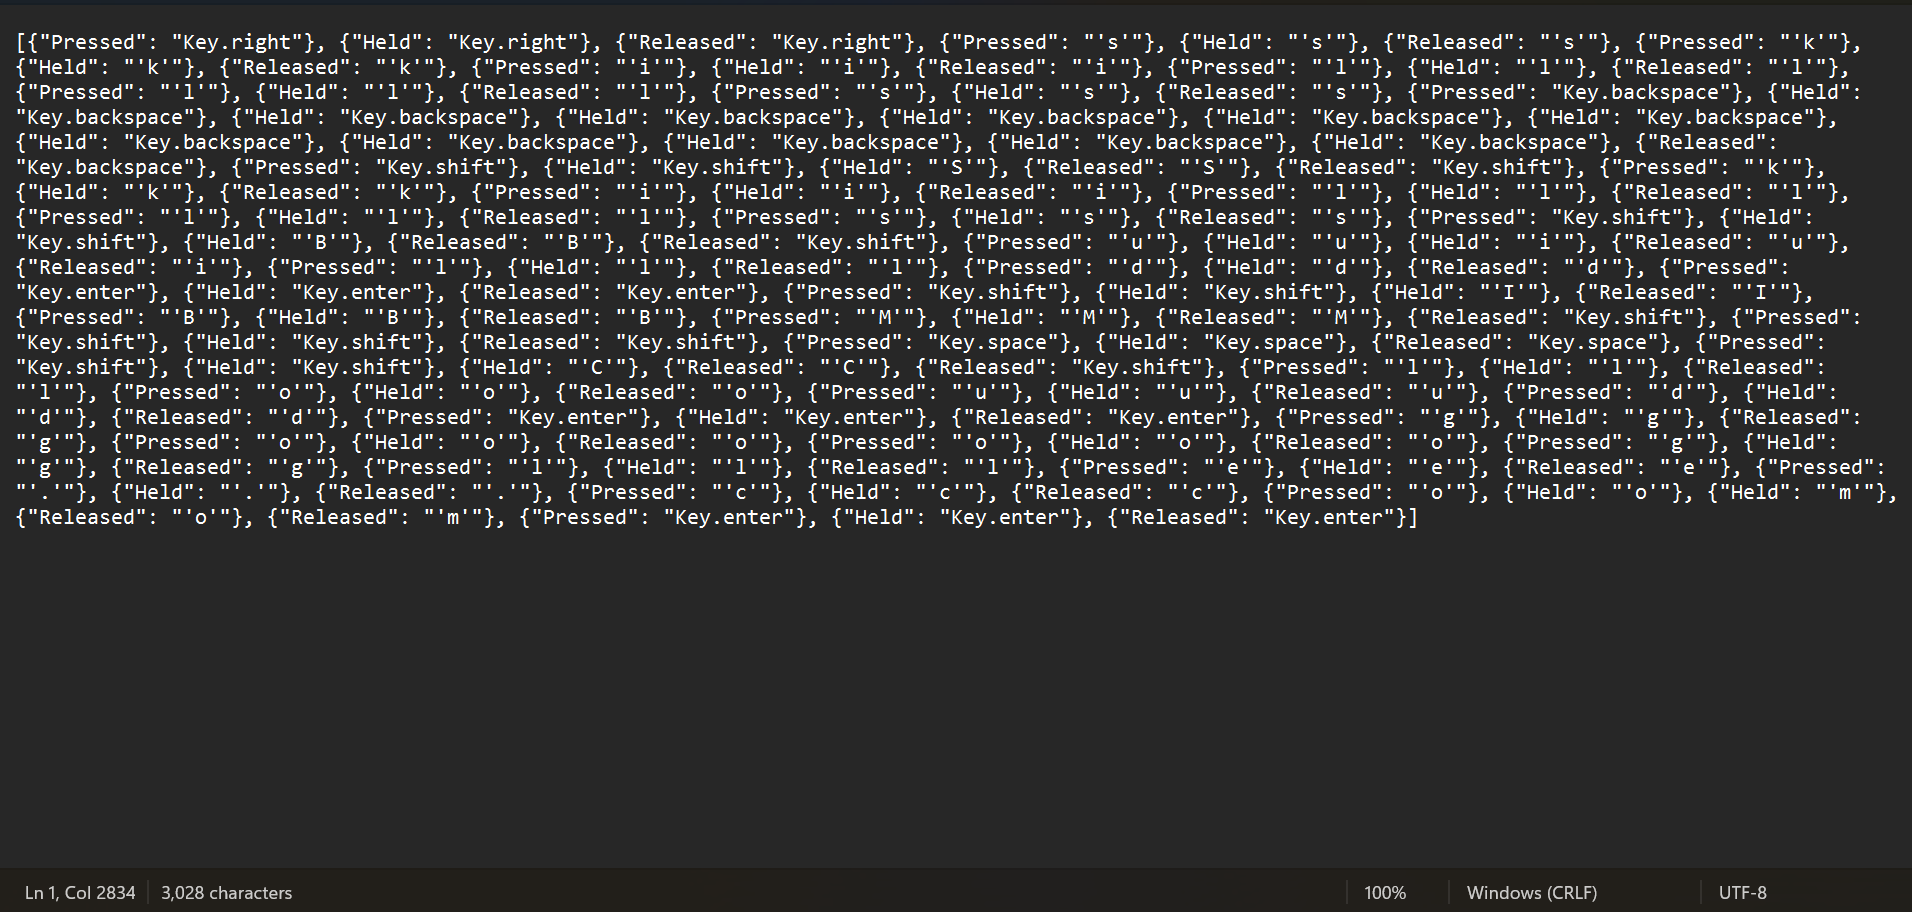 [{"Pressed": "Key.right"}, {"Held": "Key.right"}, {"Released": "Key.right"}, {"Pressed": "'s'"}, {"Held": "'s'"}, {"Released": "'s'"}, {"Pressed": "'k'"},
{"Held": "'k'"}, {"Released": "'k'"}, {"Pressed": "'i'"}, {"Held": "'i'"}, {"Released": "'i'"}, {"Pressed": "'l'"}, {"Held": "'l'"}, {"Released": "'l'"},
{"Pressed": "'l'"}, {"Held": "'l'"}, {"Released": "'l'"}, {"Pressed": "'s'"}, {"Held": "'s'"}, {"Released": "'s'"}, {"Pressed": "Key.backspace"}, {"Held":
"Key.backspace"}, {"Held": "Key.backspace"}, {"Held": "Key.backspace"}, {"Held": "Key.backspace"}, {"Held": "Key.backspace"}, {"Held": "Key.backspace"},
{"Held": "Key.backspace"}, {"Held": "Key.backspace"}, {"Held": "Key.backspace"}, {"Held": "Key.backspace"}, {"Held": "Key.backspace"}, {"Released":
"Key.backspace"}, {"Pressed": "Key.shift"}, {"Held": "Key.shift"}, {"Held": "'S'"}, {"Released": "'S'"}, {"Released": "Key.shift"}, {"Pressed": "'k'"},
{"Held": "'k'"}, {"Released": "'k'"}, {"Pressed": "'i'"}, {"Held": "'i'"}, {"Released": "'i'"}, {"Pressed": "'l'"}, {"Held": "'l'"}, {"Released": "'l'"},
{"Pressed": "'l'"}, {"Held": "'l'"}, {"Released": "'l'"}, {"Pressed": "'s'"}, {"Held": "'s'"}, {"Released": "'s'"}, {"Pressed": "Key.shift"}, {"Held":
"Key.shift"}, {"Held": "'B'"}, {"Released": "'B'"}, {"Released": "Key.shift"}, {"Pressed": "'u'"}, {"Held": "'u'"}, {"Held": "'i'"}, {"Released": "'u'"},
{"Released": "'i'"}, {"Pressed": "'l'"}, {"Held": "'l'"}, {"Released": "'l'"}, {"Pressed": "'d'"}, {"Held": "'d'"}, {"Released": "'d'"}, {"Pressed":
"Key.enter"}, {"Held": "Key.enter"}, {"Released": "Key.enter"}, {"Pressed": "Key.shift"}, {"Held": "Key.shift"}, {"Held": "'I'"}, {"Released": "'I'"},
{"Pressed": "'B'"}, {"Held": "'B'"}, {"Released": "'B'"}, {"Pressed": "'M'"}, {"Held": "'M'"}, {"Released": "'M'"}, {"Released": "Key.shift"}, {"Pressed":
"Key.shift"}, {"Held": "Key.shift"}, {"Released": "Key.shift"}, {"Pressed": "Key.space"}, {"Held": "Key.space"}, {"Released": "Key.space"}, {"Pressed":
"Key.shift"}, {"Held": "Key.shift"}, {"Held": "'C'"}, {"Released": "'C'"}, {"Released": "Key.shift"}, {"Pressed": "'l'"}, {"Held": "'l'"}, {"Released":
"'l'"}, {"Pressed": "'o'"}, {"Held": "'o'"}, {"Released": "'o'"}, {"Pressed": "'u'"}, {"Held": "'u'"}, {"Released": "'u'"}, {"Pressed": "'d'"}, {"Held":
"'d'"}, {"Released": "'d'"}, {"Pressed": "Key.enter"}, {"Held": "Key.enter"}, {"Released": "Key.enter"}, {"Pressed": "'g'"}, {"Held": "'g'"}, {"Released":
"'g'"}, {"Pressed": "'o'"}, {"Held": "'o'"}, {"Released": "'o'"}, {"Pressed": "'o'"}, {"Held": "'o'"}, {"Released": "'o'"}, {"Pressed": "'g'"}, {"Held":
"'g'"}, {"Released": "'g'"}, {"Pressed": "'l'"}, {"Held": "'l'"}, {"Released": "'l'"}, {"Pressed": "'e'"}, {"Held": "'e'"}, {"Released": "'e'"}, {"Pressed":
"'.'"}, {"Held": "'.'"}, {"Released": "'.'"}, {"Pressed": "'c'"}, {"Held": "'c'"}, {"Released": "'c'"}, {"Pressed": "'o'"}, {"Held": "'o'"}, {"Held": "'m'"},
{"Released": "'o'"}, {"Released": "'m'"}, {"Pressed": "Key.enter"}, {"Held": "Key.enter"}, {"Released": "Key.enter"}]
Ln 1, Col 2834 3,028 characters 100% Windows (CRLF) UTF-8